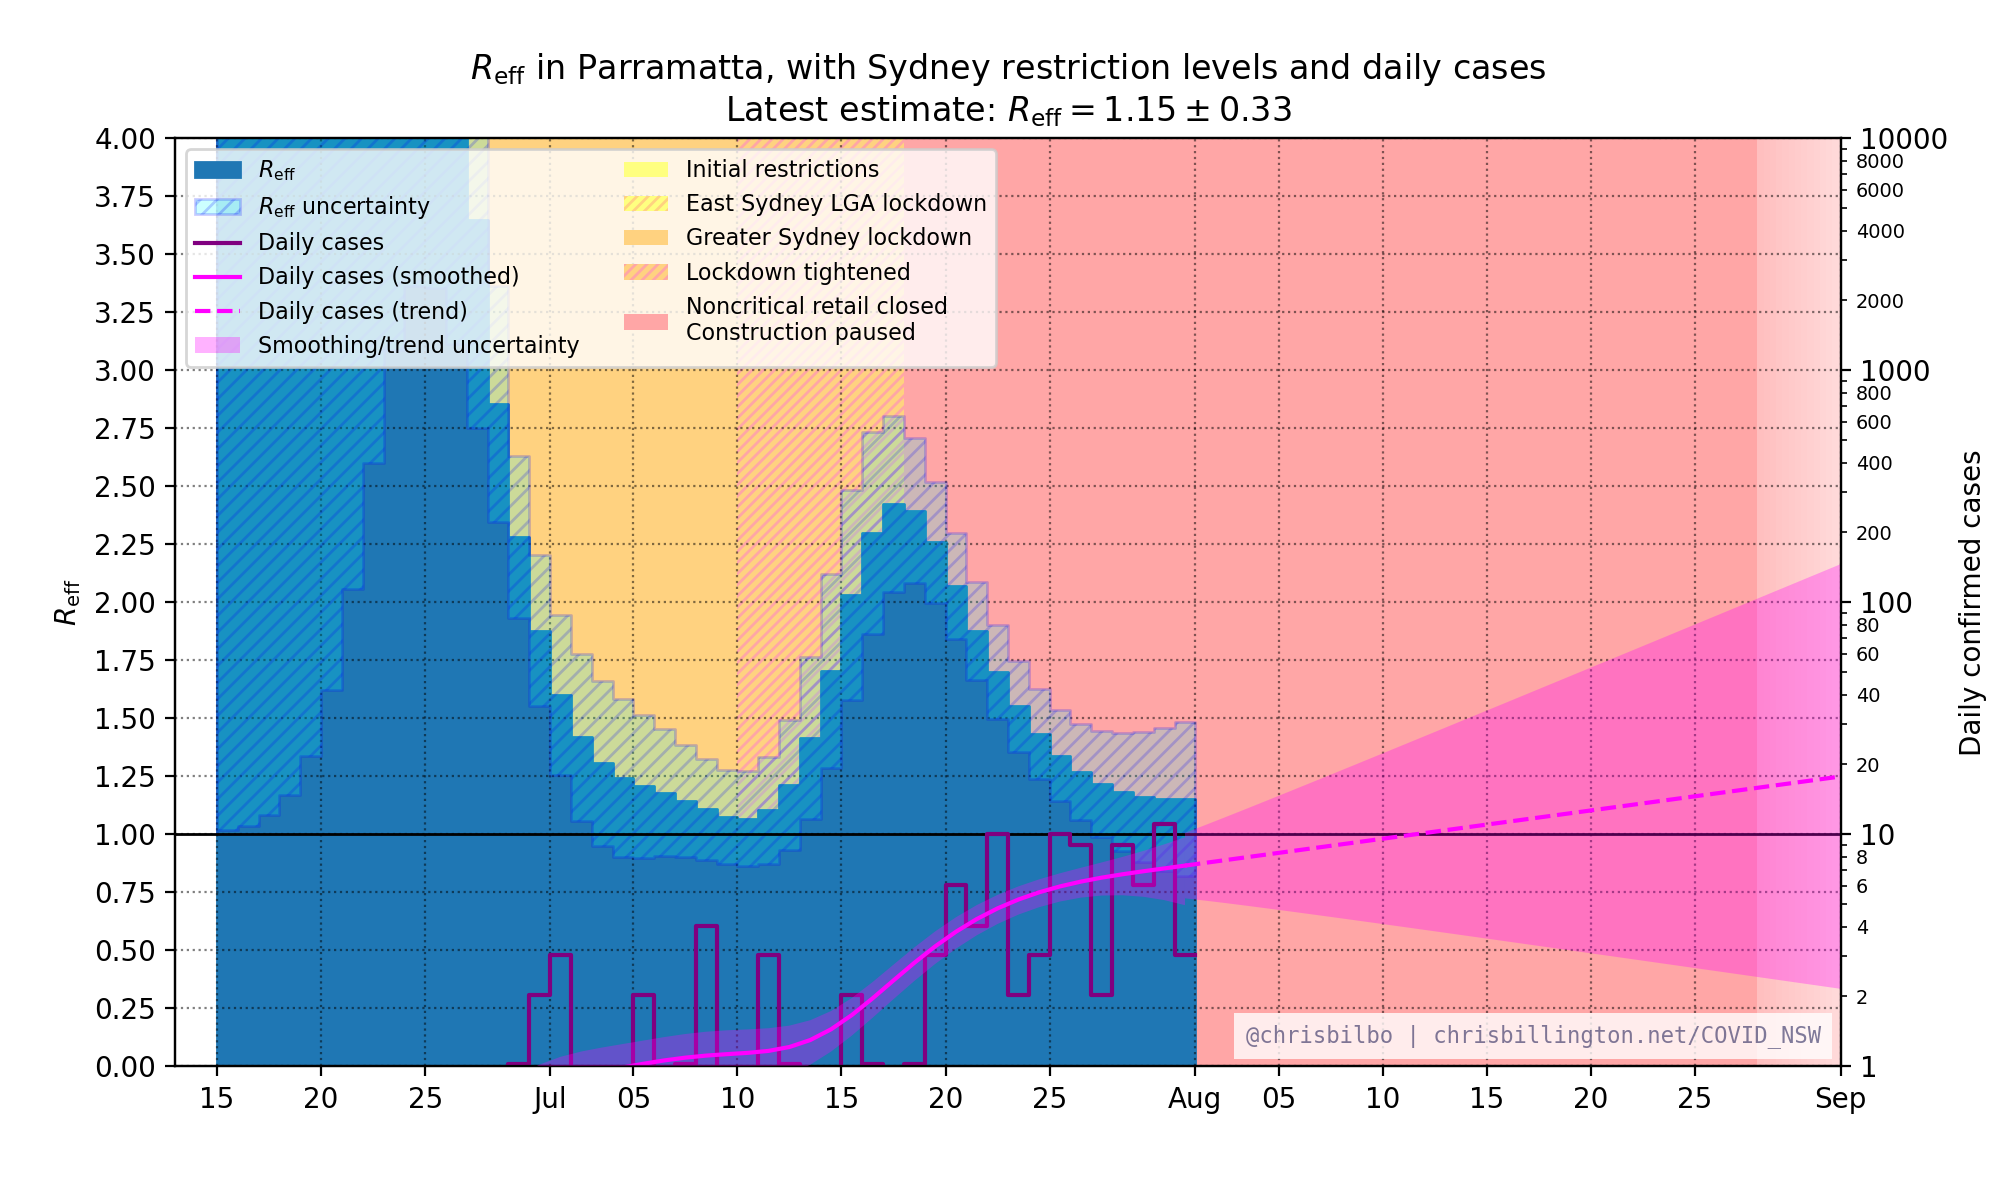 R_eff in Parramatta, with Sydney restriction levels and daily cases
Latest estimate: R_eff = 1.15 ± 0.33
R_eff
R_eff uncertainty
Daily cases
Daily cases (smoothed)
Daily cases (trend)
Smoothing/trend uncertainty
Initial restrictions
East Sydney LGA lockdown
Greater Sydney lockdown
Lockdown tightened
Noncritical retail closed
Construction paused
4.00
3.75
3.50
3.25
3.00
2.75
2.50
2.25
2.00
1.75
1.50
1.25
1.00
0.75
0.50
0.25
0.00
R_eff
10000
8000
6000
4000
2000
1000
800
600
400
200
100
80
60
40
20
10
8
6
4
2
1
Daily confirmed cases
@chrisbilbo | chrisbillington.net/COVID_NSW
15 20 25 Jul 05 10 15 20 25 Aug 05 10 15 20 25 Sep